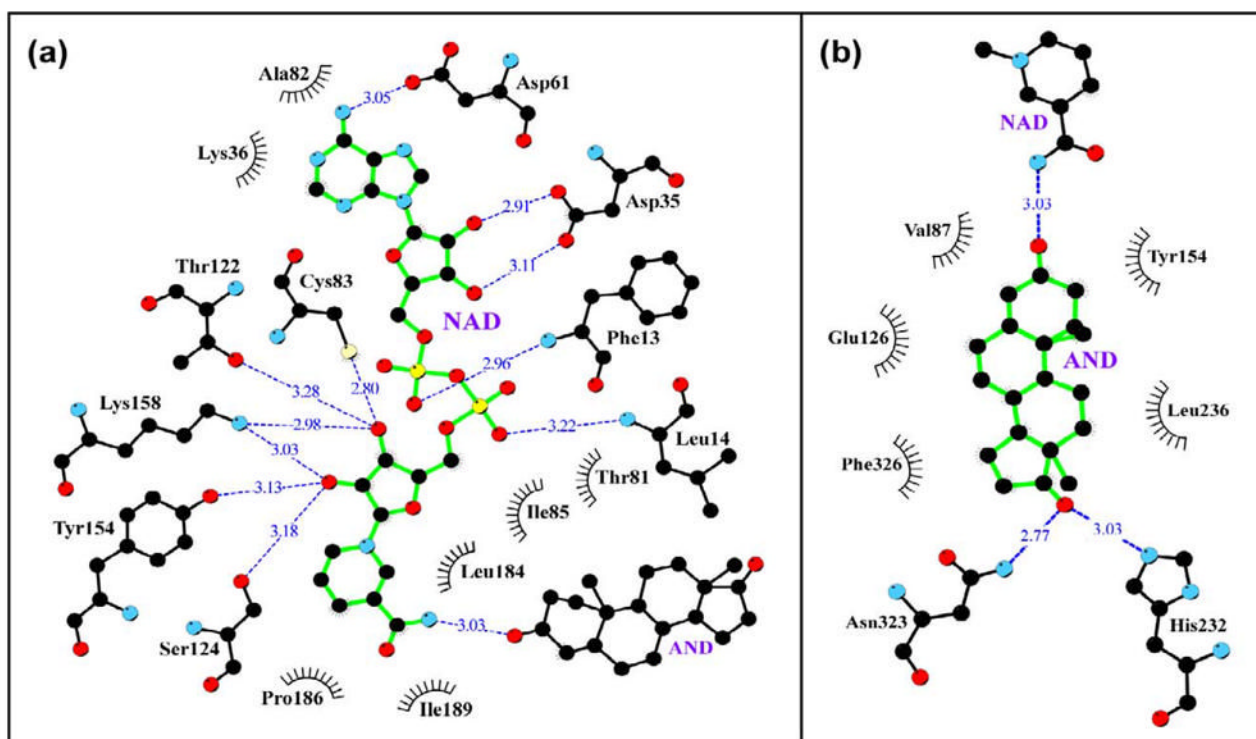 (a)
Ala82
3.05
Asp61
Lys36
2.91
Asp35
3.11
Thr122
Cys83
NAD
Phe13
2.96
2.80
3.28
Lys158
2.98
3.22
Leu14
3.03
Thr81
3.13
Ile85
Tyr154
3.18
Leu184
Ser124
3.03
AND
Pro186
Ile189
(b)
NAD
3.03
Val87
Tyr154
Glu126
AND
Leu236
Phe326
2.77
3.03
Asn323
His232